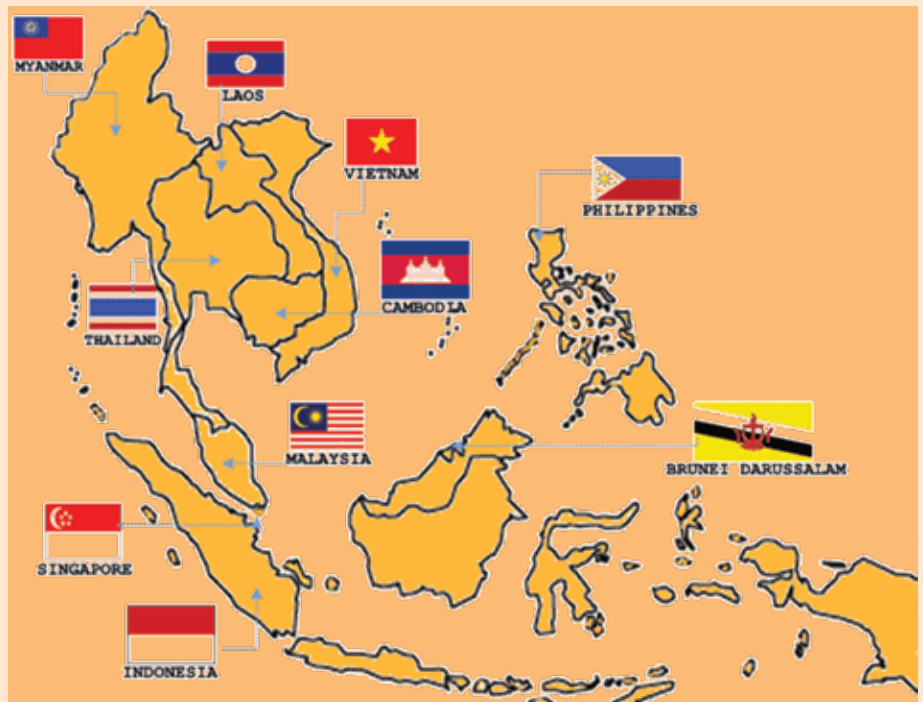 MYANMAR
LAOS
VIETNAM
PHILIPPINES
CAMBODIA
THAILAND
MALAYSIA
BRUNEI DARUSSALAM
SINGAPORE
INDONESIA